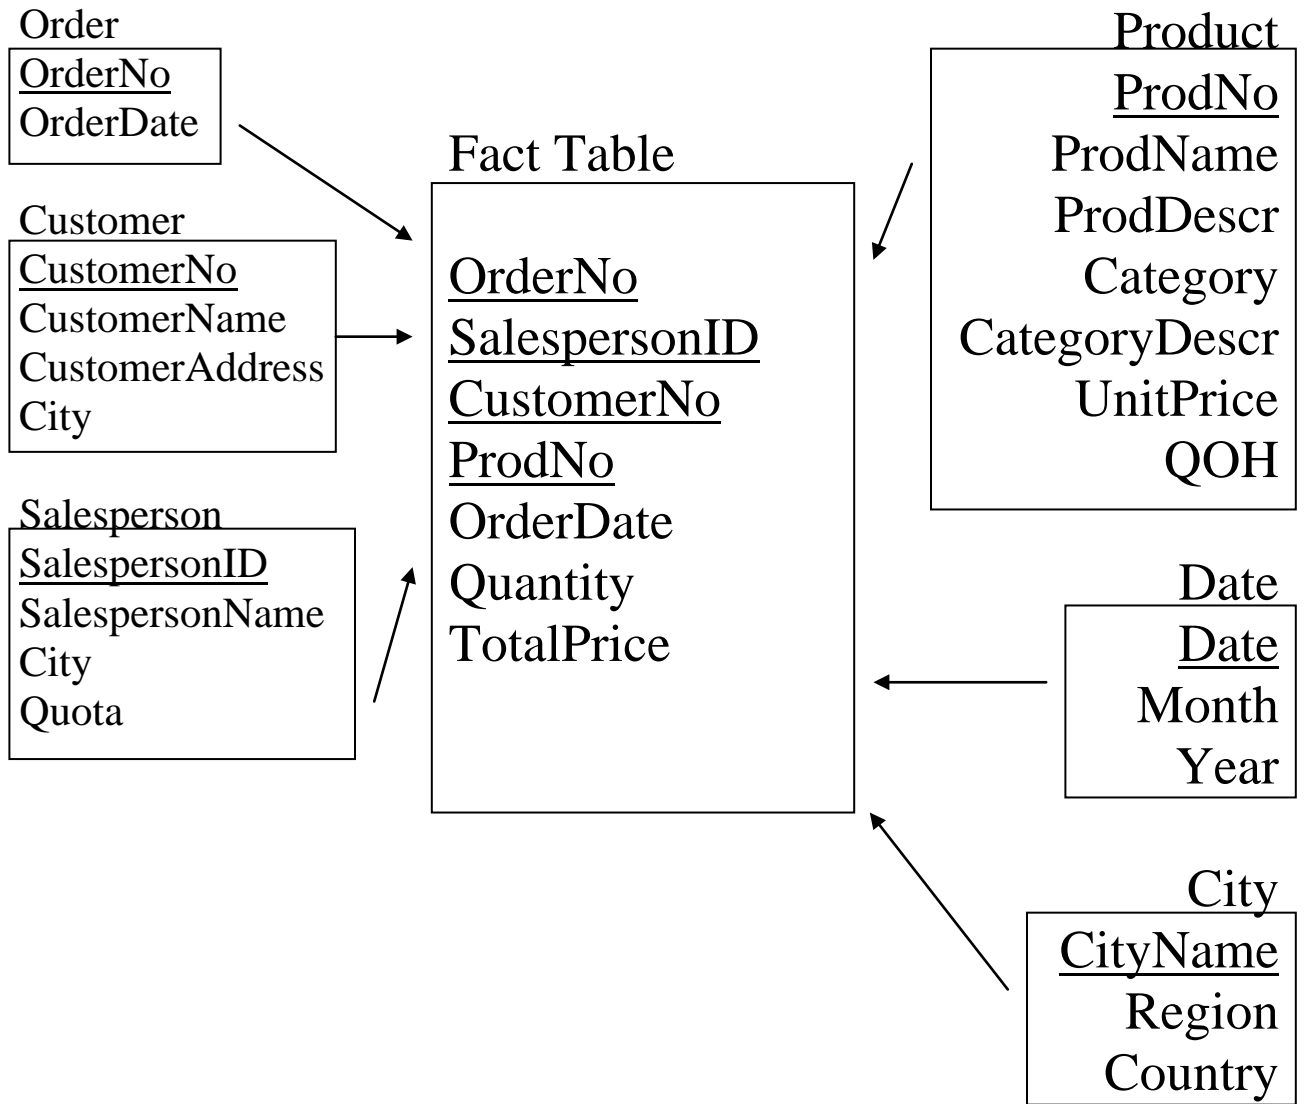 Order
OrderNo
OrderDate
Customer
CustomerNo
CustomerName
CustomerAddress
City
Salesperson
SalespersonID
SalespersonName
City
Quota
Fact Table
OrderNo
SalespersonID
CustomerNo
ProdNo
OrderDate
Quantity
TotalPrice
Product
ProdNo
ProdName
ProdDescr
Category
CategoryDescr
UnitPrice
QOH
Date
Date
Month
Year
City
CityName
Region
Country